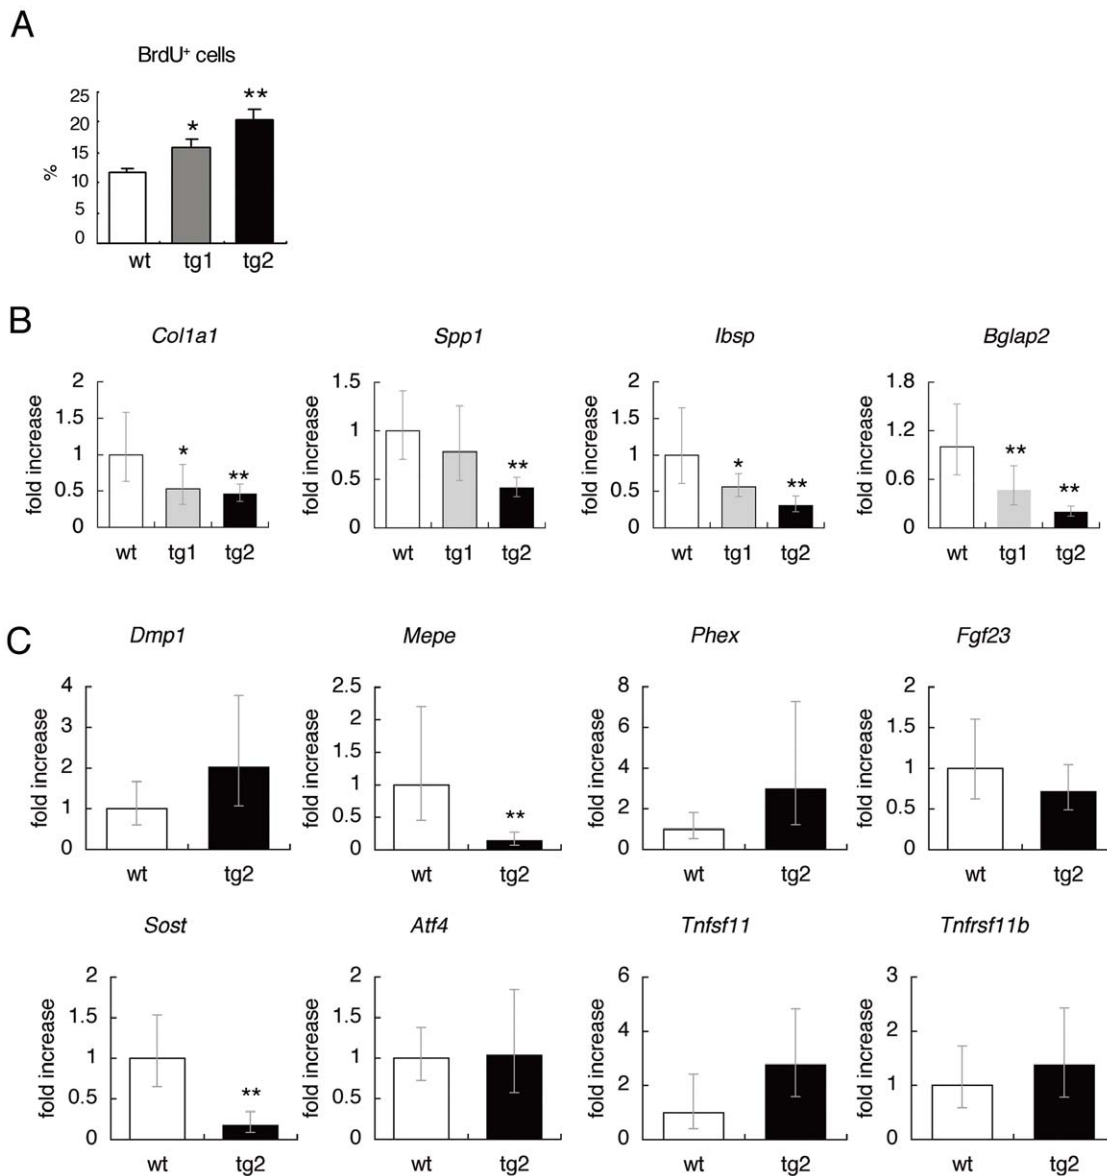 A
BrdU⁺ cells
25
20
15
10
5
0
%
*
**
wt tg1 tg2
B
Col1a1
2
1.5
1
0.5
0
fold increase
*
**
wt tg1 tg2
Spp1
1.5
1
0.5
0
fold increase
**
wt tg1 tg2
Ibsp
2
1.5
1
0.5
0
fold increase
*
**
wt tg1 tg2
Bglap2
1.8
1.2
0.6
0
fold increase
**
**
wt tg1 tg2
C
Dmp1
4
3
2
1
0
fold increase
wt tg2
Mepe
2.5
2
1.5
1
0.5
0
fold increase
**
wt tg2
Phex
8
6
4
2
0
fold increase
wt tg2
Fgf23
2
1.5
1
0.5
0
fold increase
wt tg2
Sost
2
1.5
1
0.5
0
fold increase
**
wt tg2
Atf4
2
1.5
1
0.5
0
fold increase
wt tg2
Tnfsf11
6
4
2
0
fold increase
wt tg2
Tnfrsf11b
3
2
1
0
fold increase
wt tg2